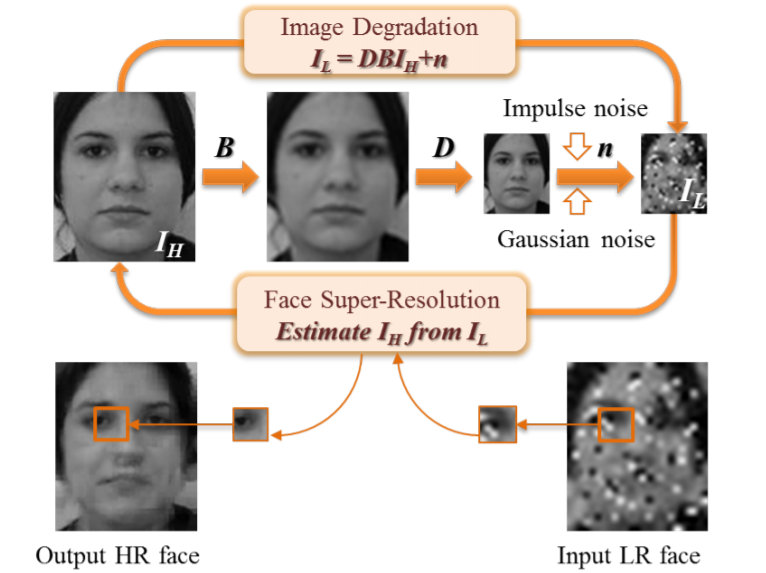 Image Degradation
I_L = DBI_H+n
Impulse noise
B
D
n
I_H
I_L
Gaussian noise
Face Super-Resolution
Estimate I_H from I_L
Output HR face
Input LR face